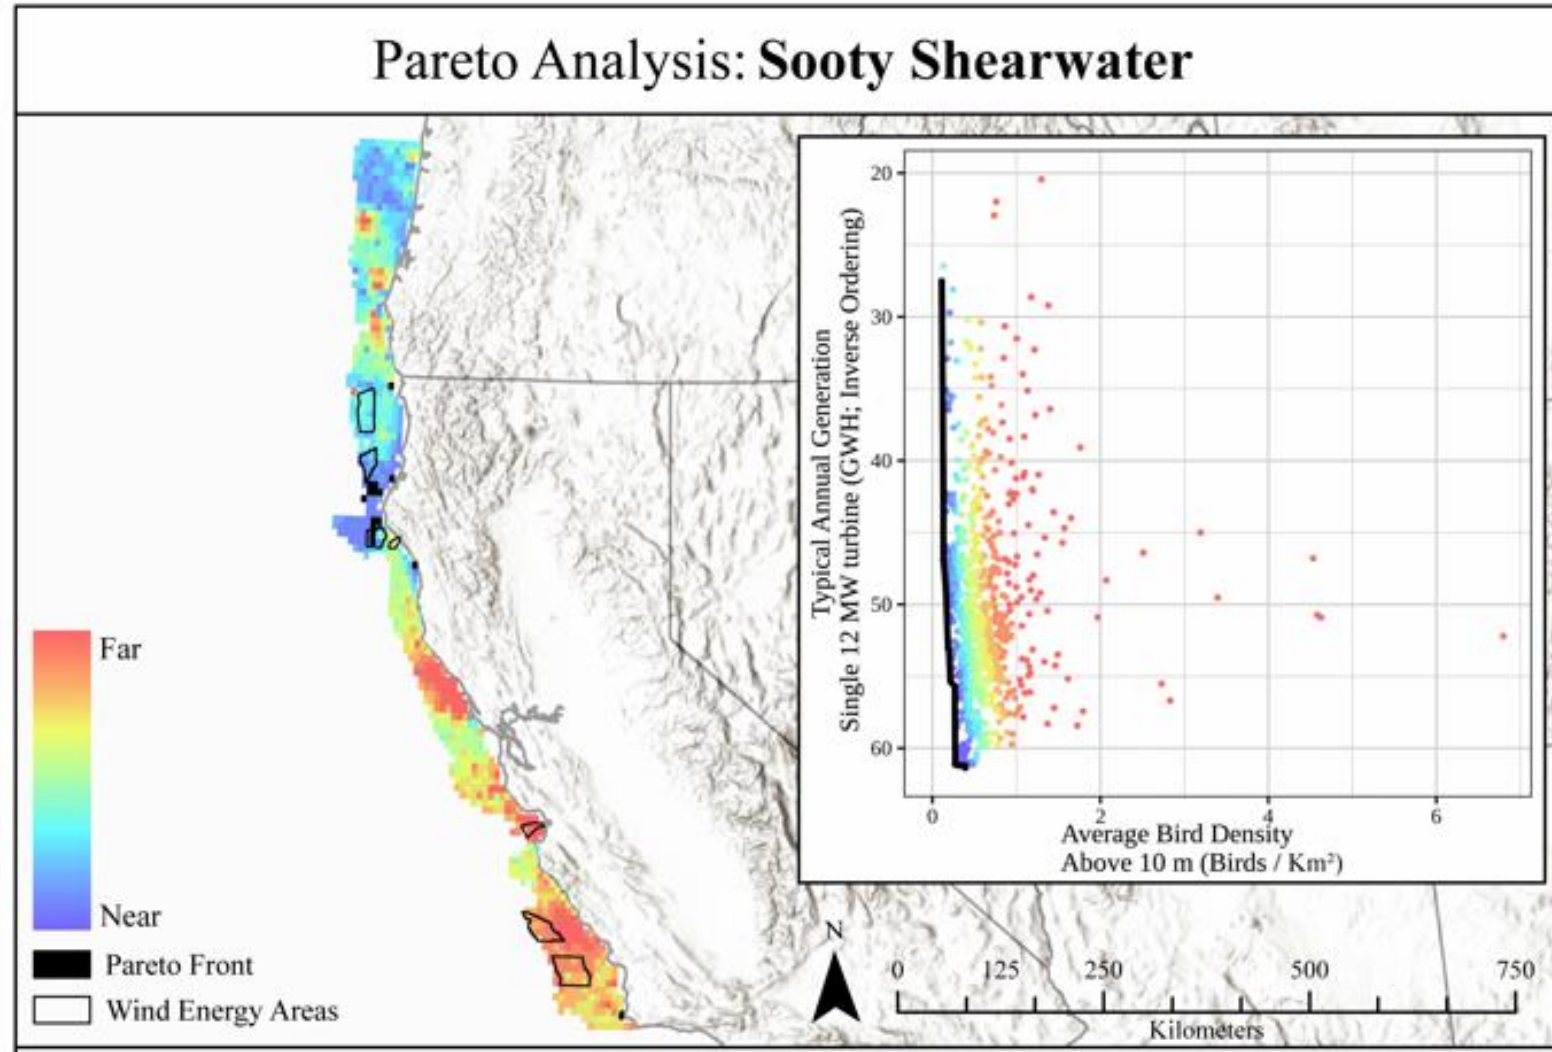 Pareto Analysis: Sooty Shearwater
Typical Annual Generation
Single 12 MW turbine (GWH; Inverse Ordering)
20
30
40
50
60
0
2
4
6
Average Bird Density
Above 10 m (Birds / Km²)
Far
Near
Pareto Front
Wind Energy Areas
N
0
125
250
500
750
Kilometers